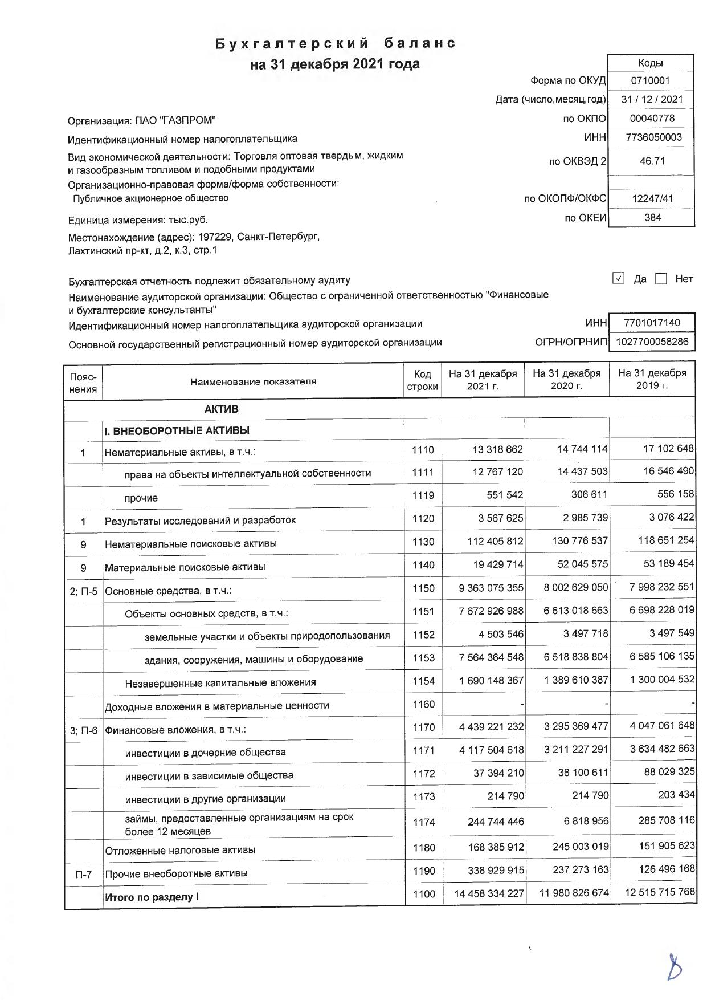 Бухгалтерский баланс
на 31 декабря 2021 года
Коды
Форма по ОКУД 0710001
Дата (число,месяц,год) 31 / 12 / 2021
Организация: ПАО "ГАЗПРОМ" по ОКПО 00040778
Идентификационный номер налогоплательщика ИНН 7736050003
Вид экономической деятельности: Торговля оптовая твердым, жидким
и газообразным топливом и подобными продуктами по ОКВЭД 2 46.71
Организационно-правовая форма/форма собственности:
Публичное акционерное общество по ОКОПФ/ОКФС 12247/41
Единица измерения: тыс.руб. по ОКЕИ 384
Местонахождение (адрес): 197229, Санкт-Петербург,
Лахтинский пр-кт, д.2, к.3, стр.1
Бухгалтерская отчетность подлежит обязательному аудиту ✓ Да Нет
Наименование аудиторской организации: Общество с ограниченной ответственностью "Финансовые
и бухгалтерские консультанты"
Идентификационный номер налогоплательщика аудиторской организации ИНН 7701017140
Основной государственный регистрационный номер аудиторской организации ОГРН/ОГРНИП 1027700058286
Пояс- Наименование показателя Код На 31 декабря На 31 декабря На 31 декабря
нения строки 2021 г. 2020 г. 2019 г.
АКТИВ
I. ВНЕОБОРОТНЫЕ АКТИВЫ
1 Нематериальные активы, в т.ч.: 1110 13 318 662 14 744 114 17 102 648
права на объекты интеллектуальной собственности 1111 12 767 120 14 437 503 16 546 490
прочие 1119 551 542 306 611 556 158
1 Результаты исследований и разработок 1120 3 567 625 2 985 739 3 076 422
9 Нематериальные поисковые активы 1130 112 405 812 130 776 537 118 651 254
9 Материальные поисковые активы 1140 19 429 714 52 045 575 53 189 454
2; П-5 Основные средства, в т.ч.: 1150 9 363 075 355 8 002 629 050 7 998 232 551
Объекты основных средств, в т.ч.: 1151 7 672 926 988 6 613 018 663 6 698 228 019
земельные участки и объекты природопользования 1152 4 503 546 3 497 718 3 497 549
здания, сооружения, машины и оборудование 1153 7 564 364 548 6 518 838 804 6 585 106 135
Незавершенные капитальные вложения 1154 1 690 148 367 1 389 610 387 1 300 004 532
Доходные вложения в материальные ценности 1160 - - -
3; П-6 Финансовые вложения, в т.ч.: 1170 4 439 221 232 3 295 369 477 4 047 061 648
инвестиции в дочерние общества 1171 4 117 504 618 3 211 227 291 3 634 482 663
инвестиции в зависимые общества 1172 37 394 210 38 100 611 88 029 325
инвестиции в другие организации 1173 214 790 214 790 203 434
займы, предоставленные организациям на срок
более 12 месяцев 1174 244 744 446 6 818 956 285 708 116
Отложенные налоговые активы 1180 168 385 912 245 003 019 151 905 623
П-7 Прочие внеоборотные активы 1190 338 929 915 237 273 163 126 496 168
Итого по разделу I 1100 14 458 334 227 11 980 826 674 12 515 715 768